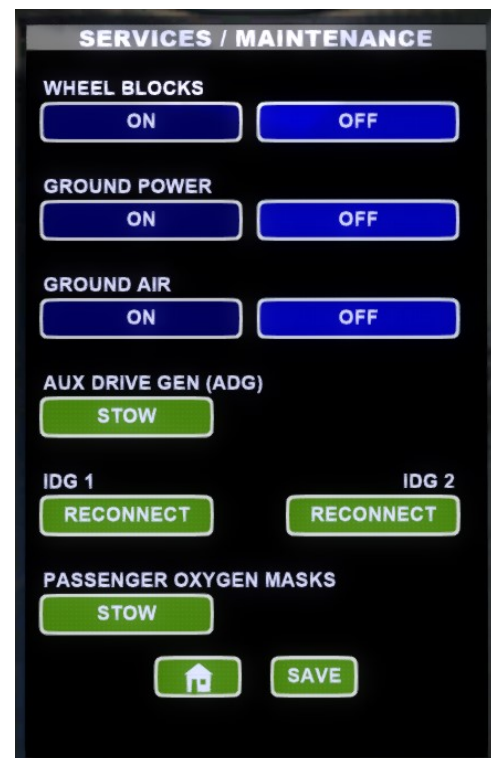 SERVICES / MAINTENANCE
WHEEL BLOCKS
ON OFF
GROUND POWER
ON OFF
GROUND AIR
ON OFF
AUX DRIVE GEN (ADG)
STOW
IDG 1 IDG 2
RECONNECT RECONNECT
PASSENGER OXYGEN MASKS
STOW
SAVE